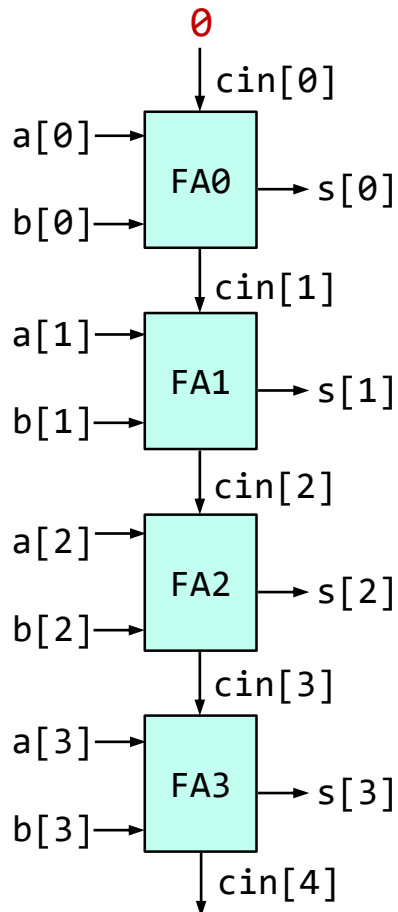 0
cin[0]
a[0]
FA0
s[0]
b[0]
cin[1]
a[1]
FA1
s[1]
b[1]
cin[2]
a[2]
FA2
s[2]
b[2]
cin[3]
a[3]
FA3
s[3]
b[3]
cin[4]